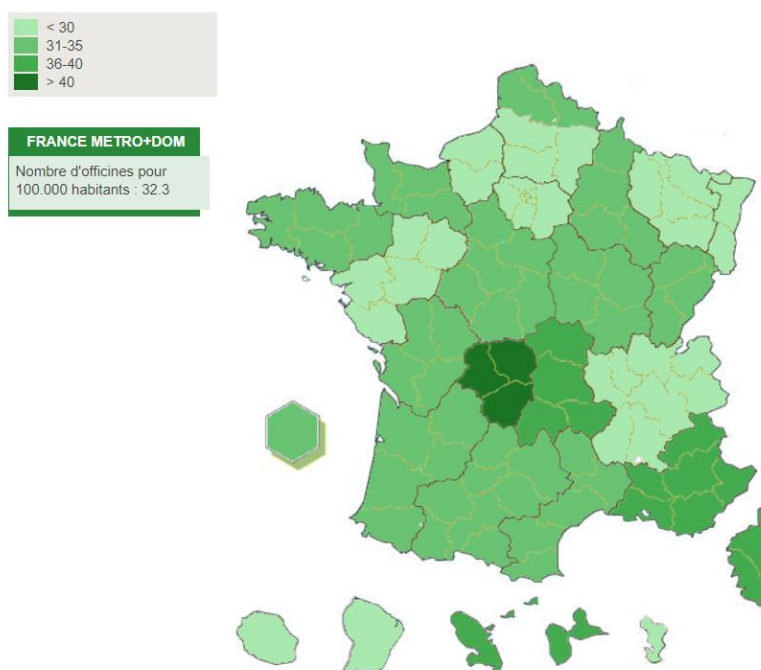 < 30
31-35
36-40
> 40
FRANCE METRO+DOM
Nombre d'officines pour
100.000 habitants : 32.3